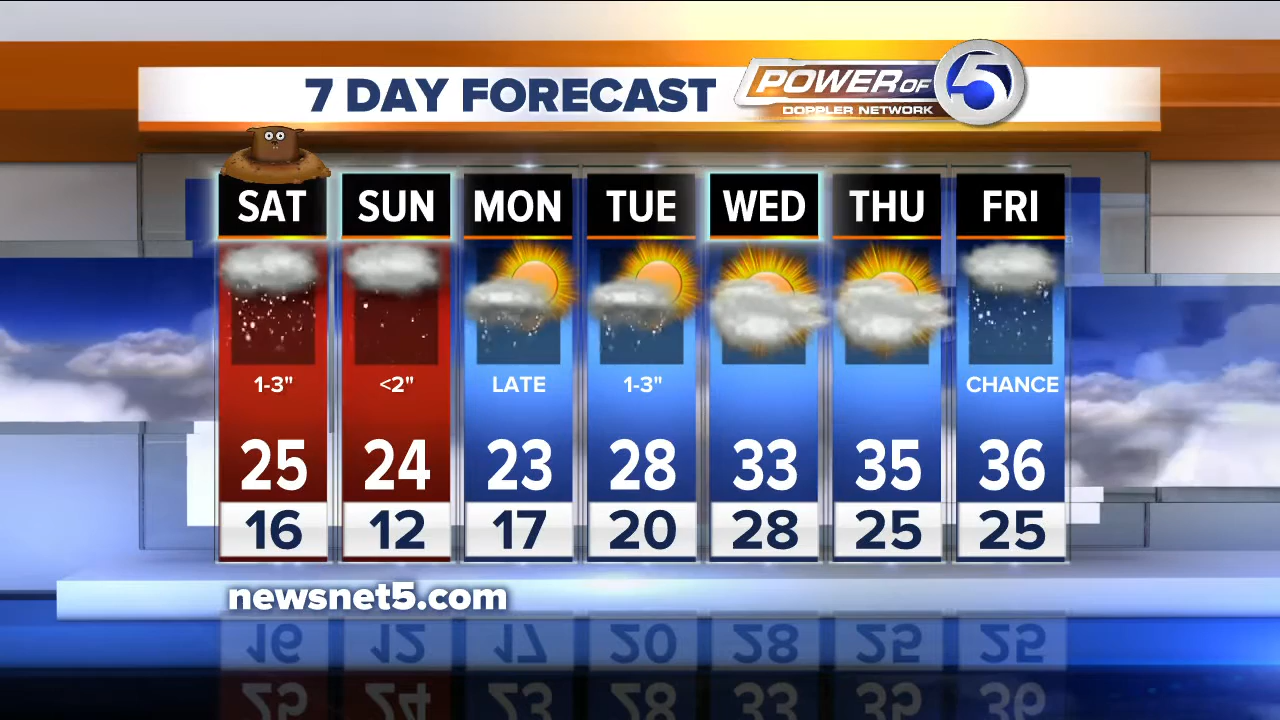 7 DAY FORECAST POWER OF 5
DOPPLER NETWORK
SAT SUN MON TUE WED THU FRI
1-3" <2" LATE 1-3" CHANCE
25 24 23 28 33 35 36
16 12 17 20 28 25 25
newsnet5.com